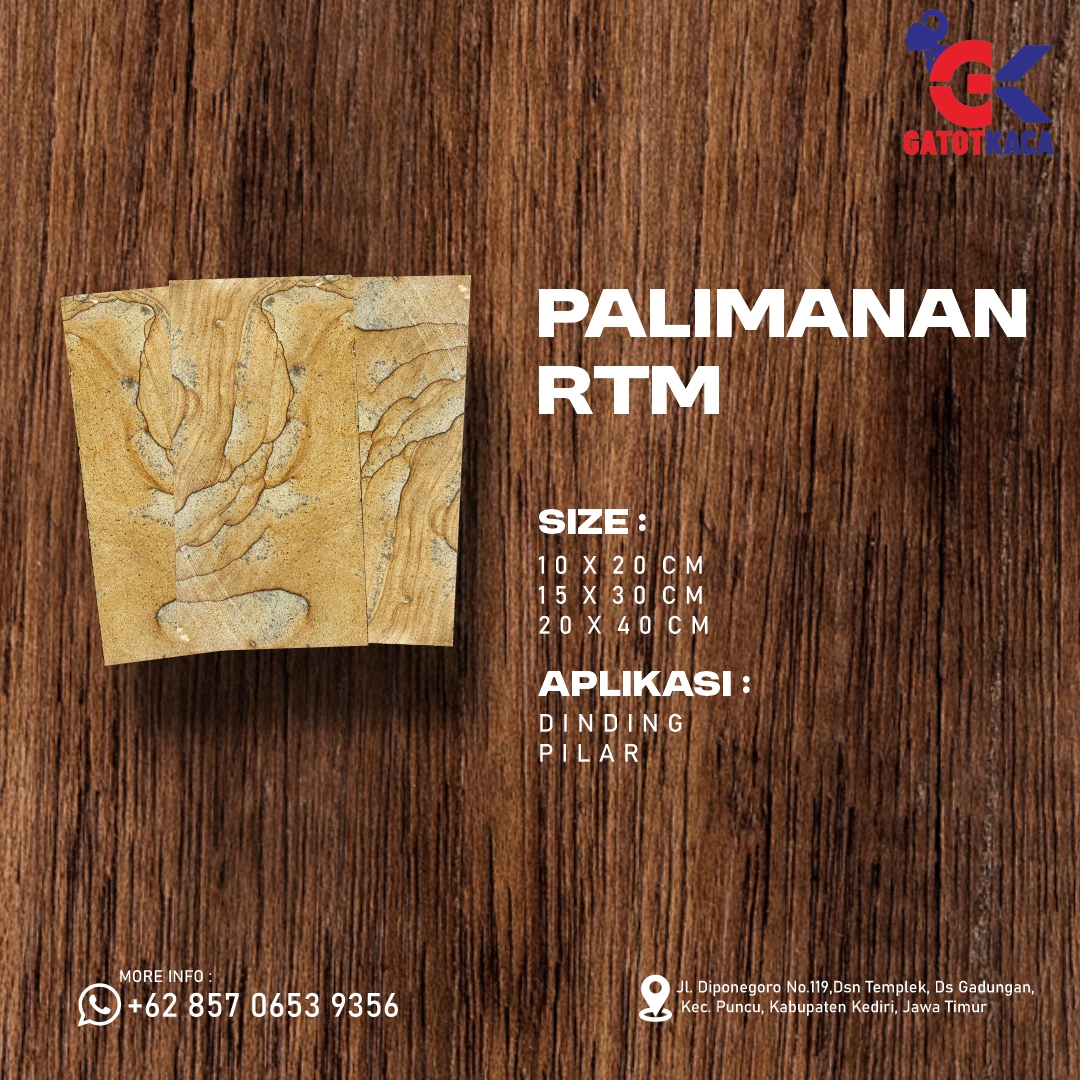 GATOTKACA
PALIMANAN
RTM
SIZE :
10 X 20 CM
15 X 30 CM
20 X 40 CM
APLIKASI :
DINDING
PILAR
MORE INFO :
+62 857 0653 9356
Jl. Diponegoro No.119,Dsn Templek, Ds Gadungan,
Kec. Puncu, Kabupaten Kediri, Jawa Timur